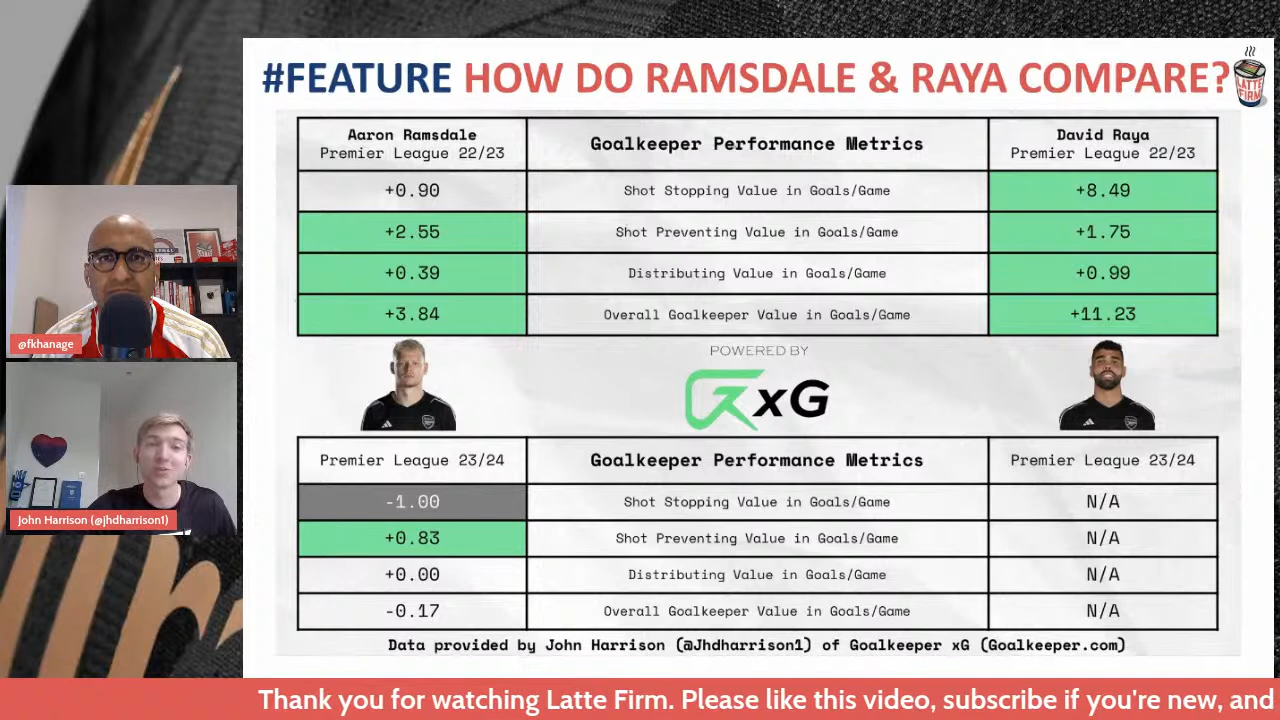 #FEATURE HOW DO RAMSDALE & RAYA COMPARE?
LATTE
FIRM
Aaron Ramsdale
Premier League 22/23
Goalkeeper Performance Metrics
David Raya
Premier League 22/23
+0.90 Shot Stopping Value in Goals/Game +8.49
+2.55 Shot Preventing Value in Goals/Game +1.75
+0.39 Distributing Value in Goals/Game +0.99
+3.84 Overall Goalkeeper Value in Goals/Game +11.23
POWERED BY
xG
Premier League 23/24 Goalkeeper Performance Metrics Premier League 23/24
-1.00 Shot Stopping Value in Goals/Game N/A
+0.83 Shot Preventing Value in Goals/Game N/A
+0.00 Distributing Value in Goals/Game N/A
-0.17 Overall Goalkeeper Value in Goals/Game N/A
Data provided by John Harrison (@Jhdharrison1) of Goalkeeper xG (Goalkeeper.com)
@fkhanage
John Harrison (@jhdharrison1)
Thank you for watching Latte Firm. Please like this video, subscribe if you're new, and